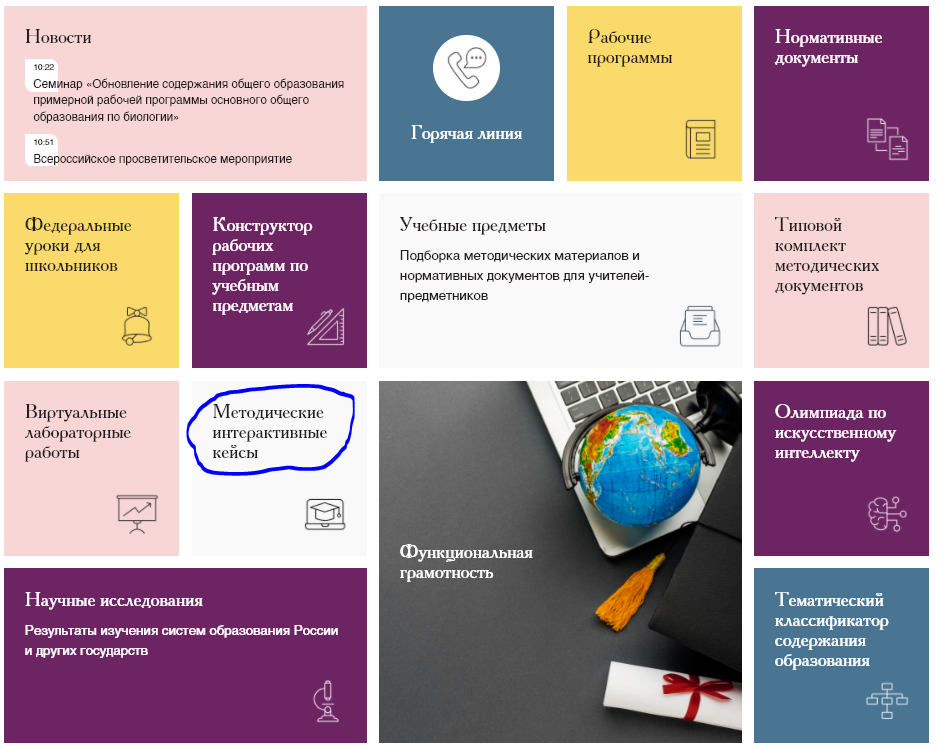 Новости
10:22
Семинар «Обновление содержания общего образования
примерной рабочей программы основного общего
образования по биологии»
10:51
Всероссийское просветительское мероприятие
Горячая линия
Рабочие
программы
Нормативные
документы
Федеральные
уроки для
школьников
Конструктор
рабочих
программ по
учебным
предметам
Учебные предметы
Подборка методических материалов и
нормативных документов для учителей-
предметников
Типовой
комплект
методических
документов
Виртуальные
лабораторные
работы
Методические
интерактивные
кейсы
Функциональная
грамотность
Олимпиада по
искусственному
интеллекту
Научные исследования
Результаты изучения систем образования России
и других государств
Тематический
классификатор
содержания
образования